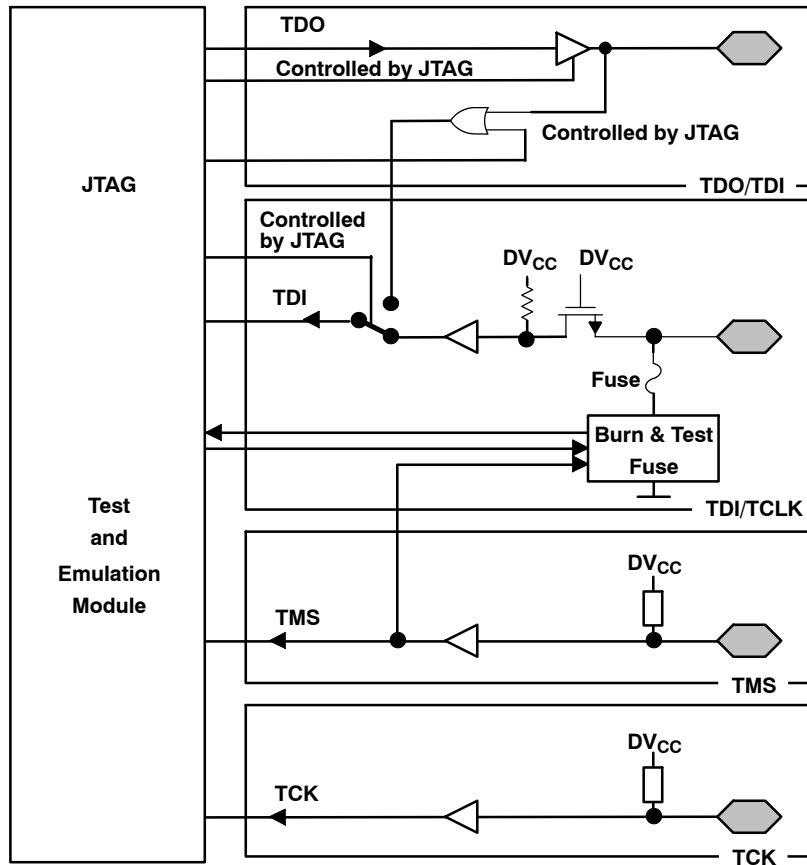 TDO
Controlled by JTAG
Controlled by JTAG
JTAG
TDO/TDI
Controlled
by JTAG
DVCC
DVCC
TDI
Fuse
Burn & Test
Fuse
TDI/TCLK
Test
and
Emulation
Module
DVCC
TMS
TMS
DVCC
TCK
TCK